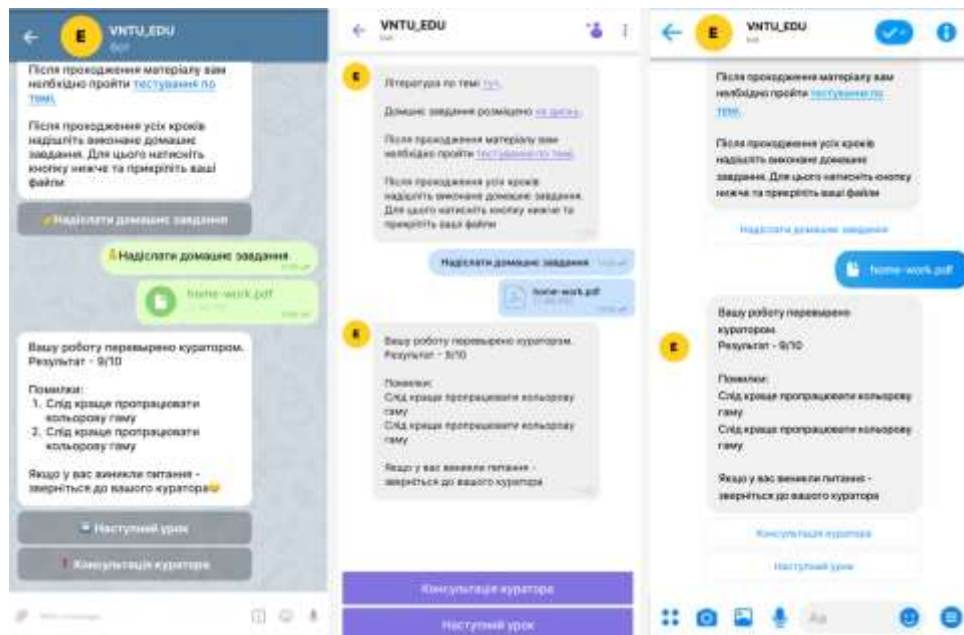 E
VNTU_EDU
бот
Після проходження матеріалу вам
необхідно пройти тестування по
темі.
Після проходження усіх кроків
надішліть виконане домашнє
завдання. Для цього натисніть
кнопку нижче та прикріпіть ваші
файли
Надіслати домашнє завдання
Надіслати домашнє завдання
home-work.pdf
Вашу роботу перевірено куратором.
Результат - 9/10
Помилки:
1. Слід краще пропрацювати
кольорову гаму
2. Слід краще пропрацювати
кольорову гаму
Якщо у вас виникли питання -
зверніться до вашого куратора
Наступний урок
Консультація куратора
VNTU_EDU
E
Література по темі тут.
Домашнє завдання розміщено на диску.
Після проходження матеріалу вам
необхідно пройти тестування по темі.
Після проходження усіх кроків
надішліть виконане домашнє завдання.
Для цього натисніть кнопку нижче та
прикріпіть ваші файли
Надіслати домашнє завдання
home-work.pdf
E
Вашу роботу перевірено куратором.
Результат - 9/10
Помилки:
Слід краще пропрацювати кольорову
гаму
Слід краще пропрацювати кольорову
гаму
Якщо у вас виникли питання -
зверніться до вашого куратора
Консультація куратора
Наступний урок
E
VNTU_EDU
Після проходження матеріалу вам
необхідно пройти тестування по
темі.
Після проходження усіх кроків
надішліть виконане домашнє
завдання. Для цього натисніть кнопку
нижче та прикріпіть ваші файли
Надіслати домашнє завдання
home-work.pdf
Вашу роботу перевірено
куратором.
Результат - 9/10
E
Помилки:
Слід краще пропрацювати кольорову
гаму
Слід краще пропрацювати кольорову
гаму
Якщо у вас виникли питання -
зверніться до вашого куратора
Консультація куратора
Наступний урок
Aa